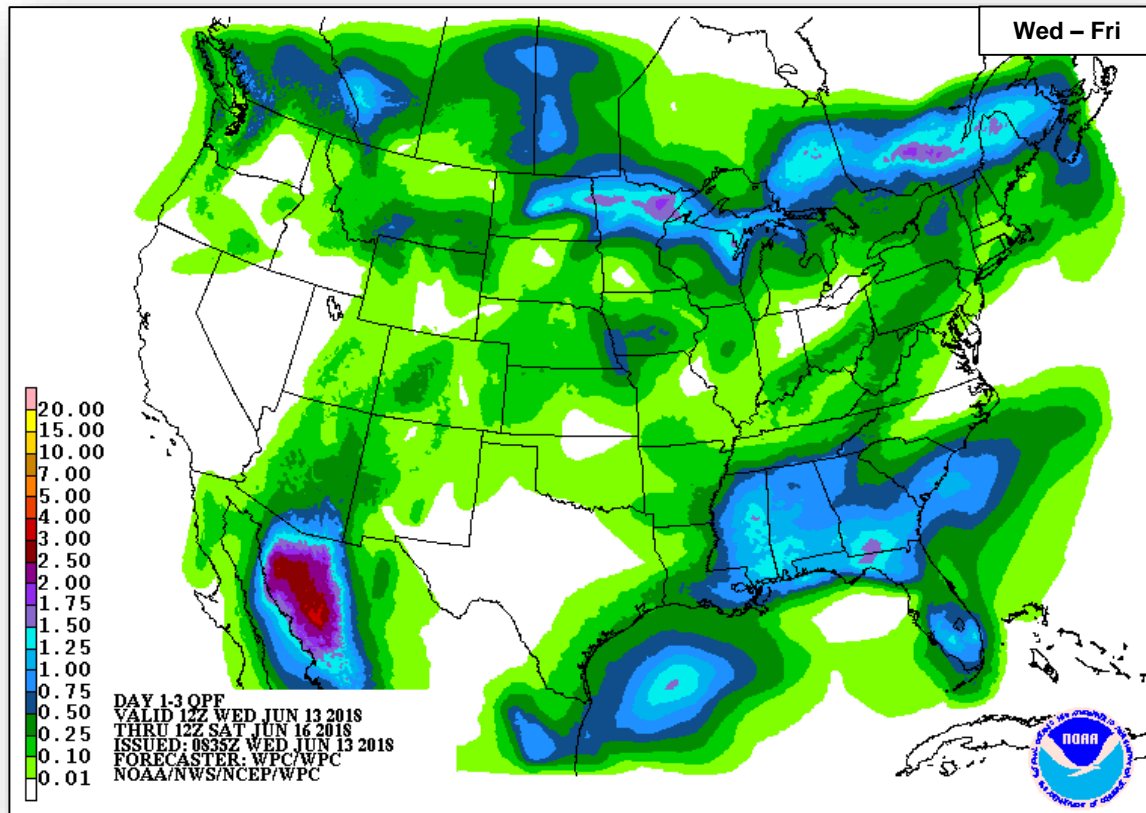 Wed – Fri
20.00
15.00
10.00
7.00
5.00
4.00
3.00
2.50
2.00
1.75
1.50
1.25
1.00
0.75
0.50
0.25
0.10
0.01
DAY 1-3 QPF
VALID 12Z WED JUN 13 2018
THRU 12Z SAT JUN 16 2018
ISSUED: 0835Z WED JUN 13 2018
FORECASTER: WPC/WPC
NOAA/NWS/NCEP/WPC
NOAA